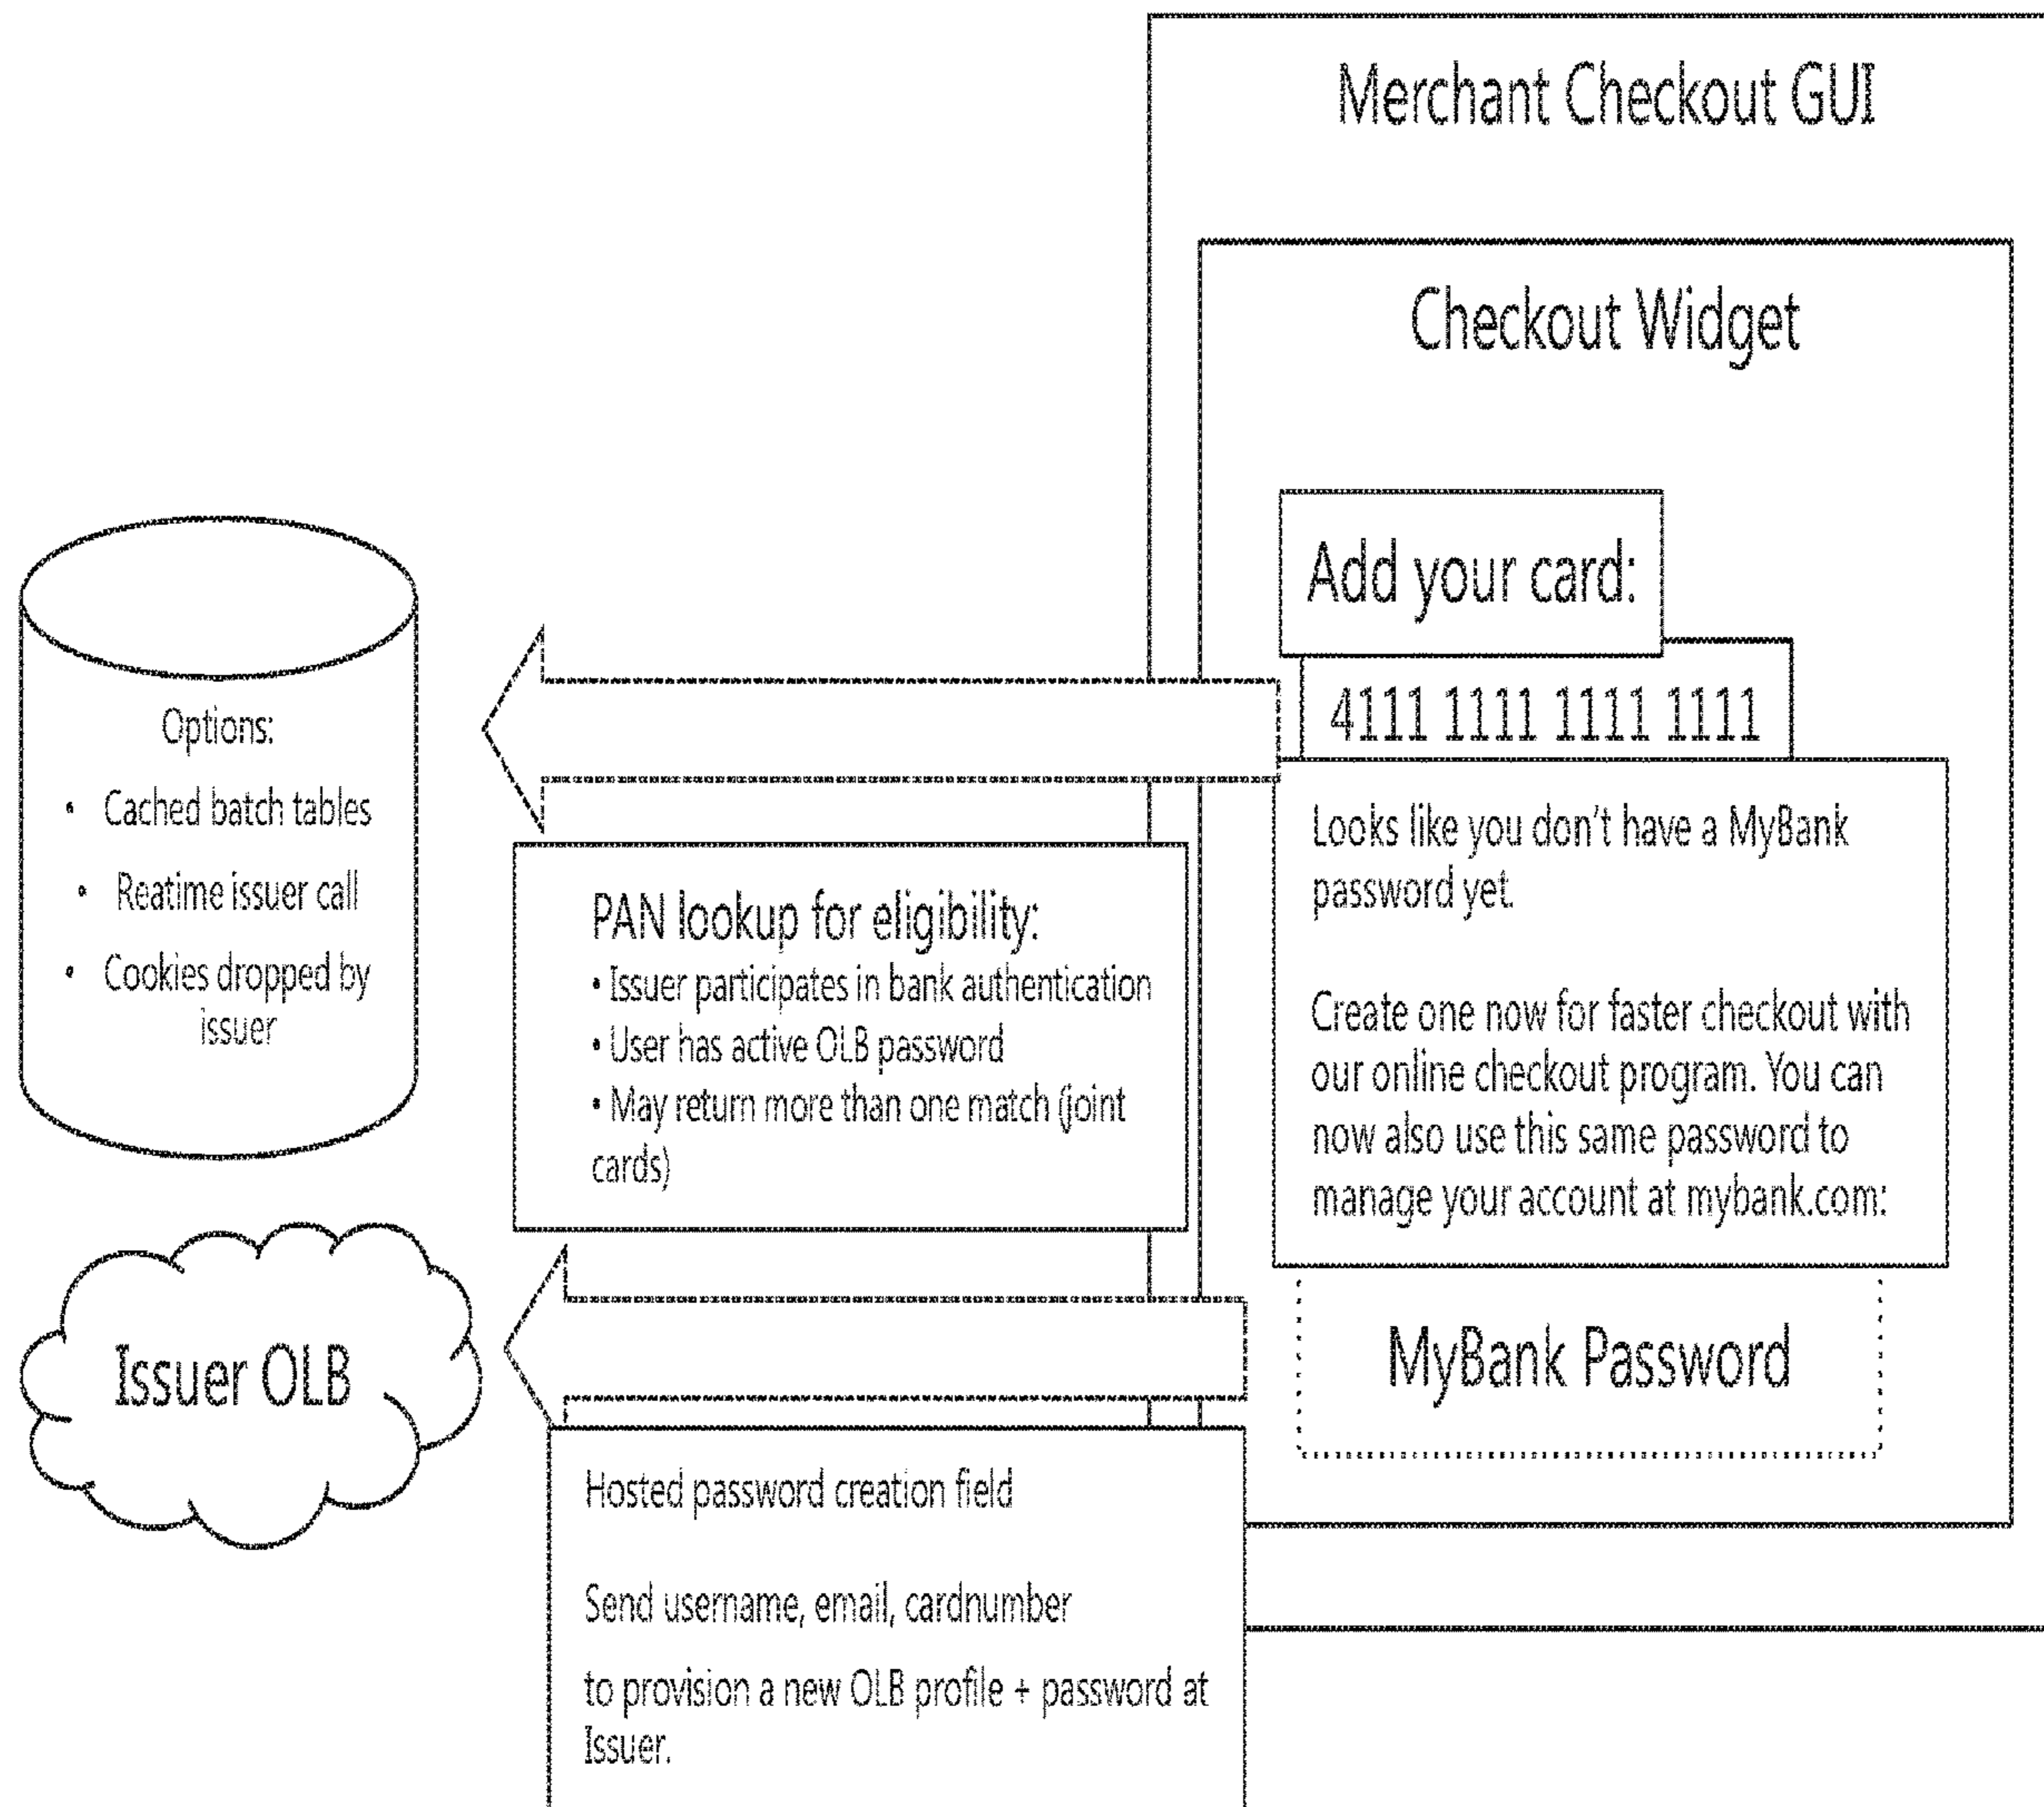 Merchant Checkout GUI
Checkout Widget
Add your card:
4111 1111 1111 1111
Looks like you don't have a MyBank
password yet.
Create one now for faster checkout with
our online checkout program. You can
now also use this same password to
manage your account at mybank.com:
MyBank Password
Options:
• Cached batch tables
• Reatime issuer call
• Cookies dropped by
issuer
PAN lookup for eligibility:
• Issuer participates in bank authentication
• User has active OLB password
• May return more than one match (joint
cards)
Issuer OLB
Hosted password creation field
Send username, email, cardnumber
to provision a new OLB profile + password at
Issuer.